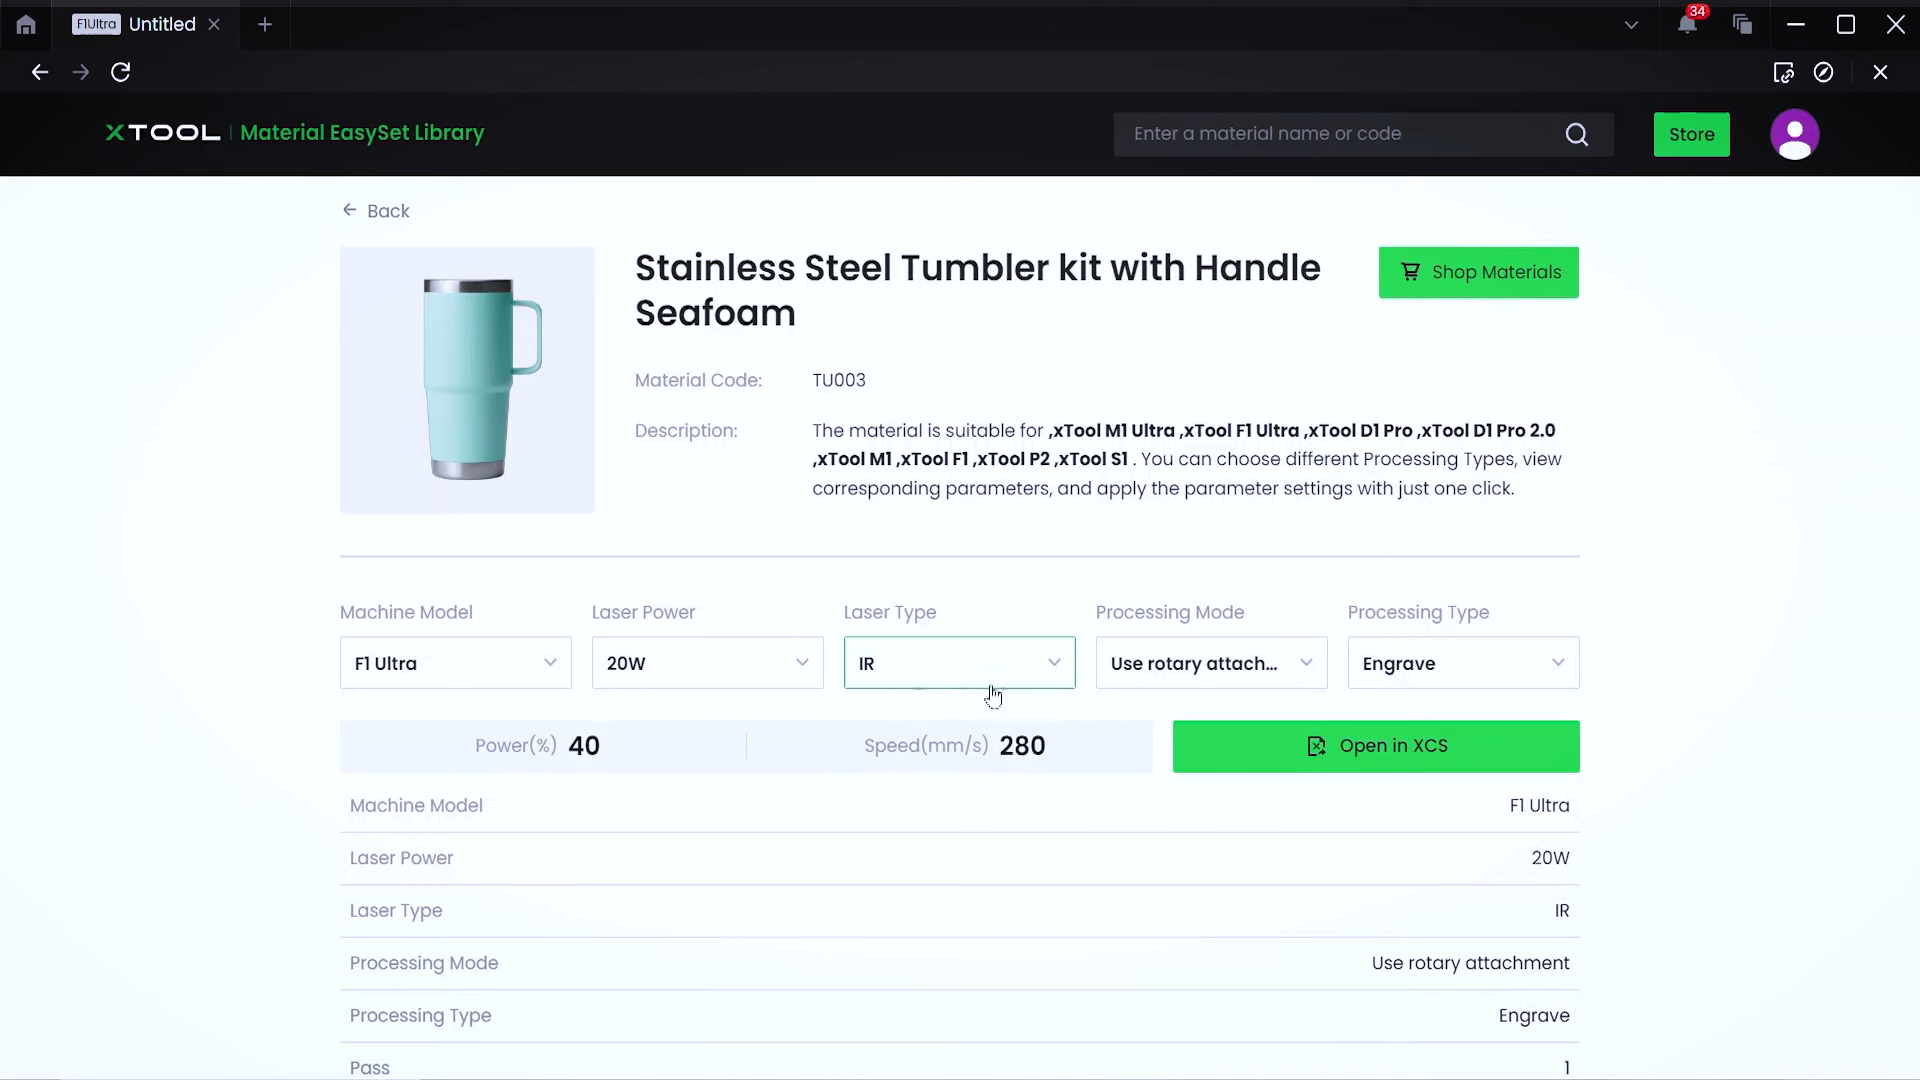 F1Ultra Untitled
34
XTOOL | Material EasySet Library
Enter a material name or code
Store
Back
Stainless Steel Tumbler kit with Handle
Seafoam
Shop Materials
Material Code: TU003
Description: The material is suitable for ,xTool M1 Ultra ,xTool F1 Ultra ,xTool D1 Pro ,xTool D1 Pro 2.0
,xTool M1 ,xTool F1 ,xTool P2 ,xTool S1 . You can choose different Processing Types, view
corresponding parameters, and apply the parameter settings with just one click.
Machine Model Laser Power Laser Type Processing Mode Processing Type
F1 Ultra 20W IR Use rotary attach... Engrave
Power(%) 40 Speed(mm/s) 280 Open in XCS
Machine Model F1 Ultra
Laser Power 20W
Laser Type IR
Processing Mode Use rotary attachment
Processing Type Engrave
Pass 1